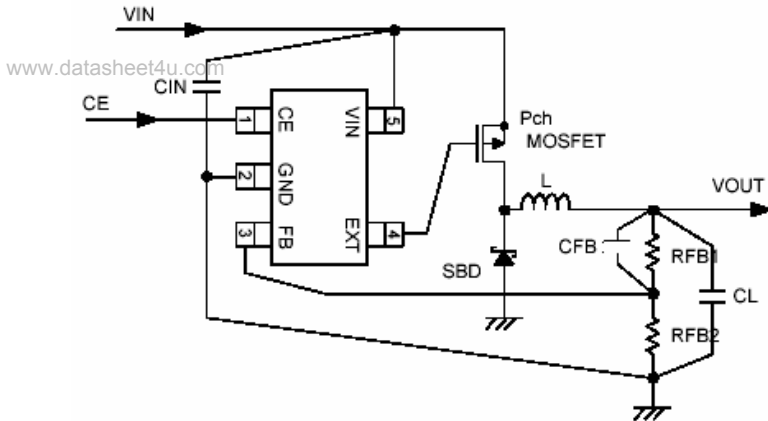 VIN
www.datasheet4u.com
CIN
CE
1
CE
VIN
5
Pch
MOSFET
2
GND
L
VOUT
3
FB
EXT
4
SBD
CFB
RFB1
CL
RFB2